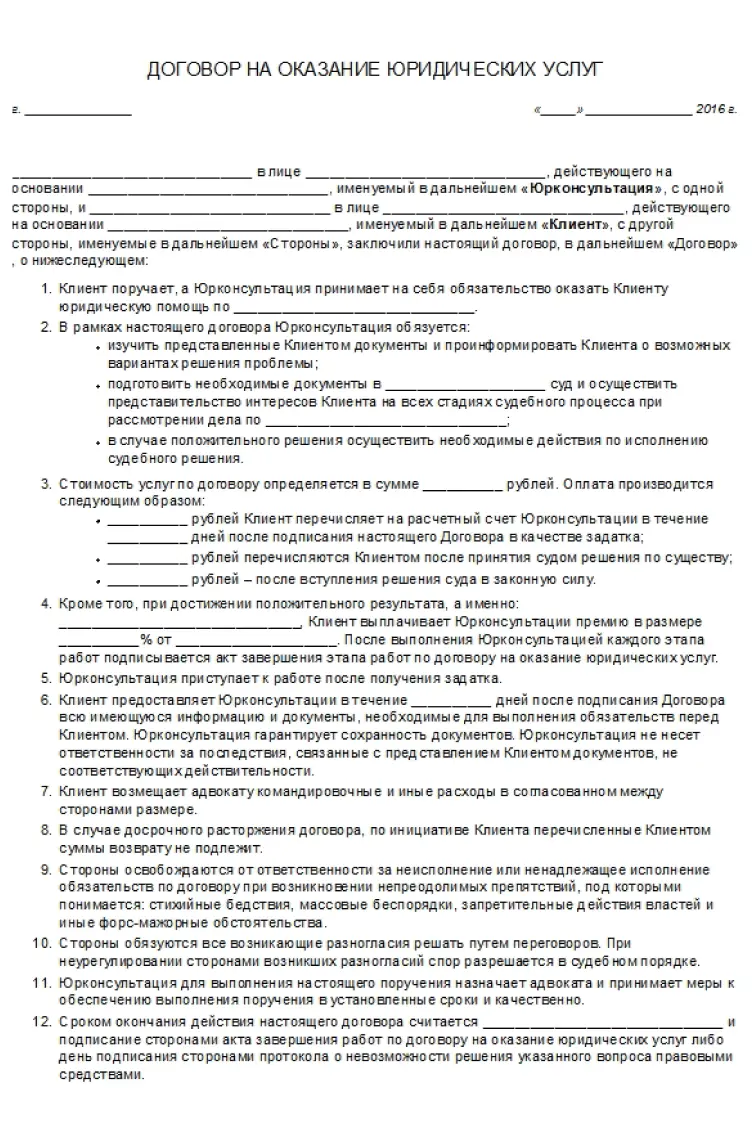 ДОГОВОР НА ОКАЗАНИЕ ЮРИДИЧЕСКИХ УСЛУГ
г. _______________ «_____» _______________ 2016 г.
______________________________ в лице ______________________________, действующего на
основании ______________________________, именуемый в дальнейшем «Юрконсультация», с одной
стороны, и ______________________________ в лице ______________________________, действующего
на основании ______________________________, именуемый в дальнейшем «Клиент», с другой
стороны, именуемые в дальнейшем «Стороны», заключили настоящий договор, в дальнейшем «Договор»
, о нижеследующем:
1. Клиент поручает, а Юрконсультация принимает на себя обязательство оказать Клиенту
юридическую помощь по ______________________________.
2. В рамках настоящего договора Юрконсультация обязуется:
• изучить представленные Клиентом документы и проинформировать Клиента о возможных
вариантах решения проблемы;
• подготовить необходимые документы в ____________________ суд и осуществить
представительство интересов Клиента на всех стадиях судебного процесса при
рассмотрении дела по ______________________________;
• в случае положительного решения осуществить необходимые действия по исполнению
судебного решения.
3. Стоимость услуг по договору определяется в сумме __________ рублей. Оплата производится
следующим образом:
• __________ рублей Клиент перечисляет на расчетный счет Юрконсультации в течение
__________ дней после подписания настоящего Договора в качестве задатка;
• __________ рублей перечисляются Клиентом после принятия судом решения по существу;
• __________ рублей – после вступления решения суда в законную силу.
4. Кроме того, при достижении положительного результата, а именно:
______________________________, Клиент выплачивает Юрконсультации премию в размере
__________% от ____________________. После выполнения Юрконсультацией каждого этапа
работ подписывается акт завершения этапа работ по договору на оказание юридических услуг.
5. Юрконсультация приступает к работе после получения задатка.
6. Клиент предоставляет Юрконсультации в течение __________ дней после подписания Договора
всю имеющуюся информацию и документы, необходимые для выполнения обязательств перед
Клиентом. Юрконсультация гарантирует сохранность документов. Юрконсультация не несет
ответственности за последствия, связанные с представлением Клиентом документов, не
соответствующих действительности.
7. Клиент возмещает адвокату командировочные и иные расходы в согласованном между
сторонами размере.
8. В случае досрочного расторжения договора, по инициативе Клиента перечисленные Клиентом
суммы возврату не подлежит.
9. Стороны освобождаются от ответственности за неисполнение или ненадлежащее исполнение
обязательств по договору при возникновении непреодолимых препятствий, под которыми
понимается: стихийные бедствия, массовые беспорядки, запретительные действия властей и
иные форс-мажорные обстоятельства.
10. Стороны обязуются все возникающие разногласия решать путем переговоров. При
неурегулировании сторонами возникших разногласий спор разрешается в судебном порядке.
11. Юрконсультация для выполнения настоящего поручения назначает адвоката и принимает меры к
обеспечению выполнения поручения в установленные сроки и качественно.
12. Сроком окончания действия настоящего договора считается ______________________________ и
подписание сторонами акта завершения работ по договору на оказание юридических услуг либо
день подписания сторонами протокола о невозможности решения указанного вопроса правовыми
средствами.